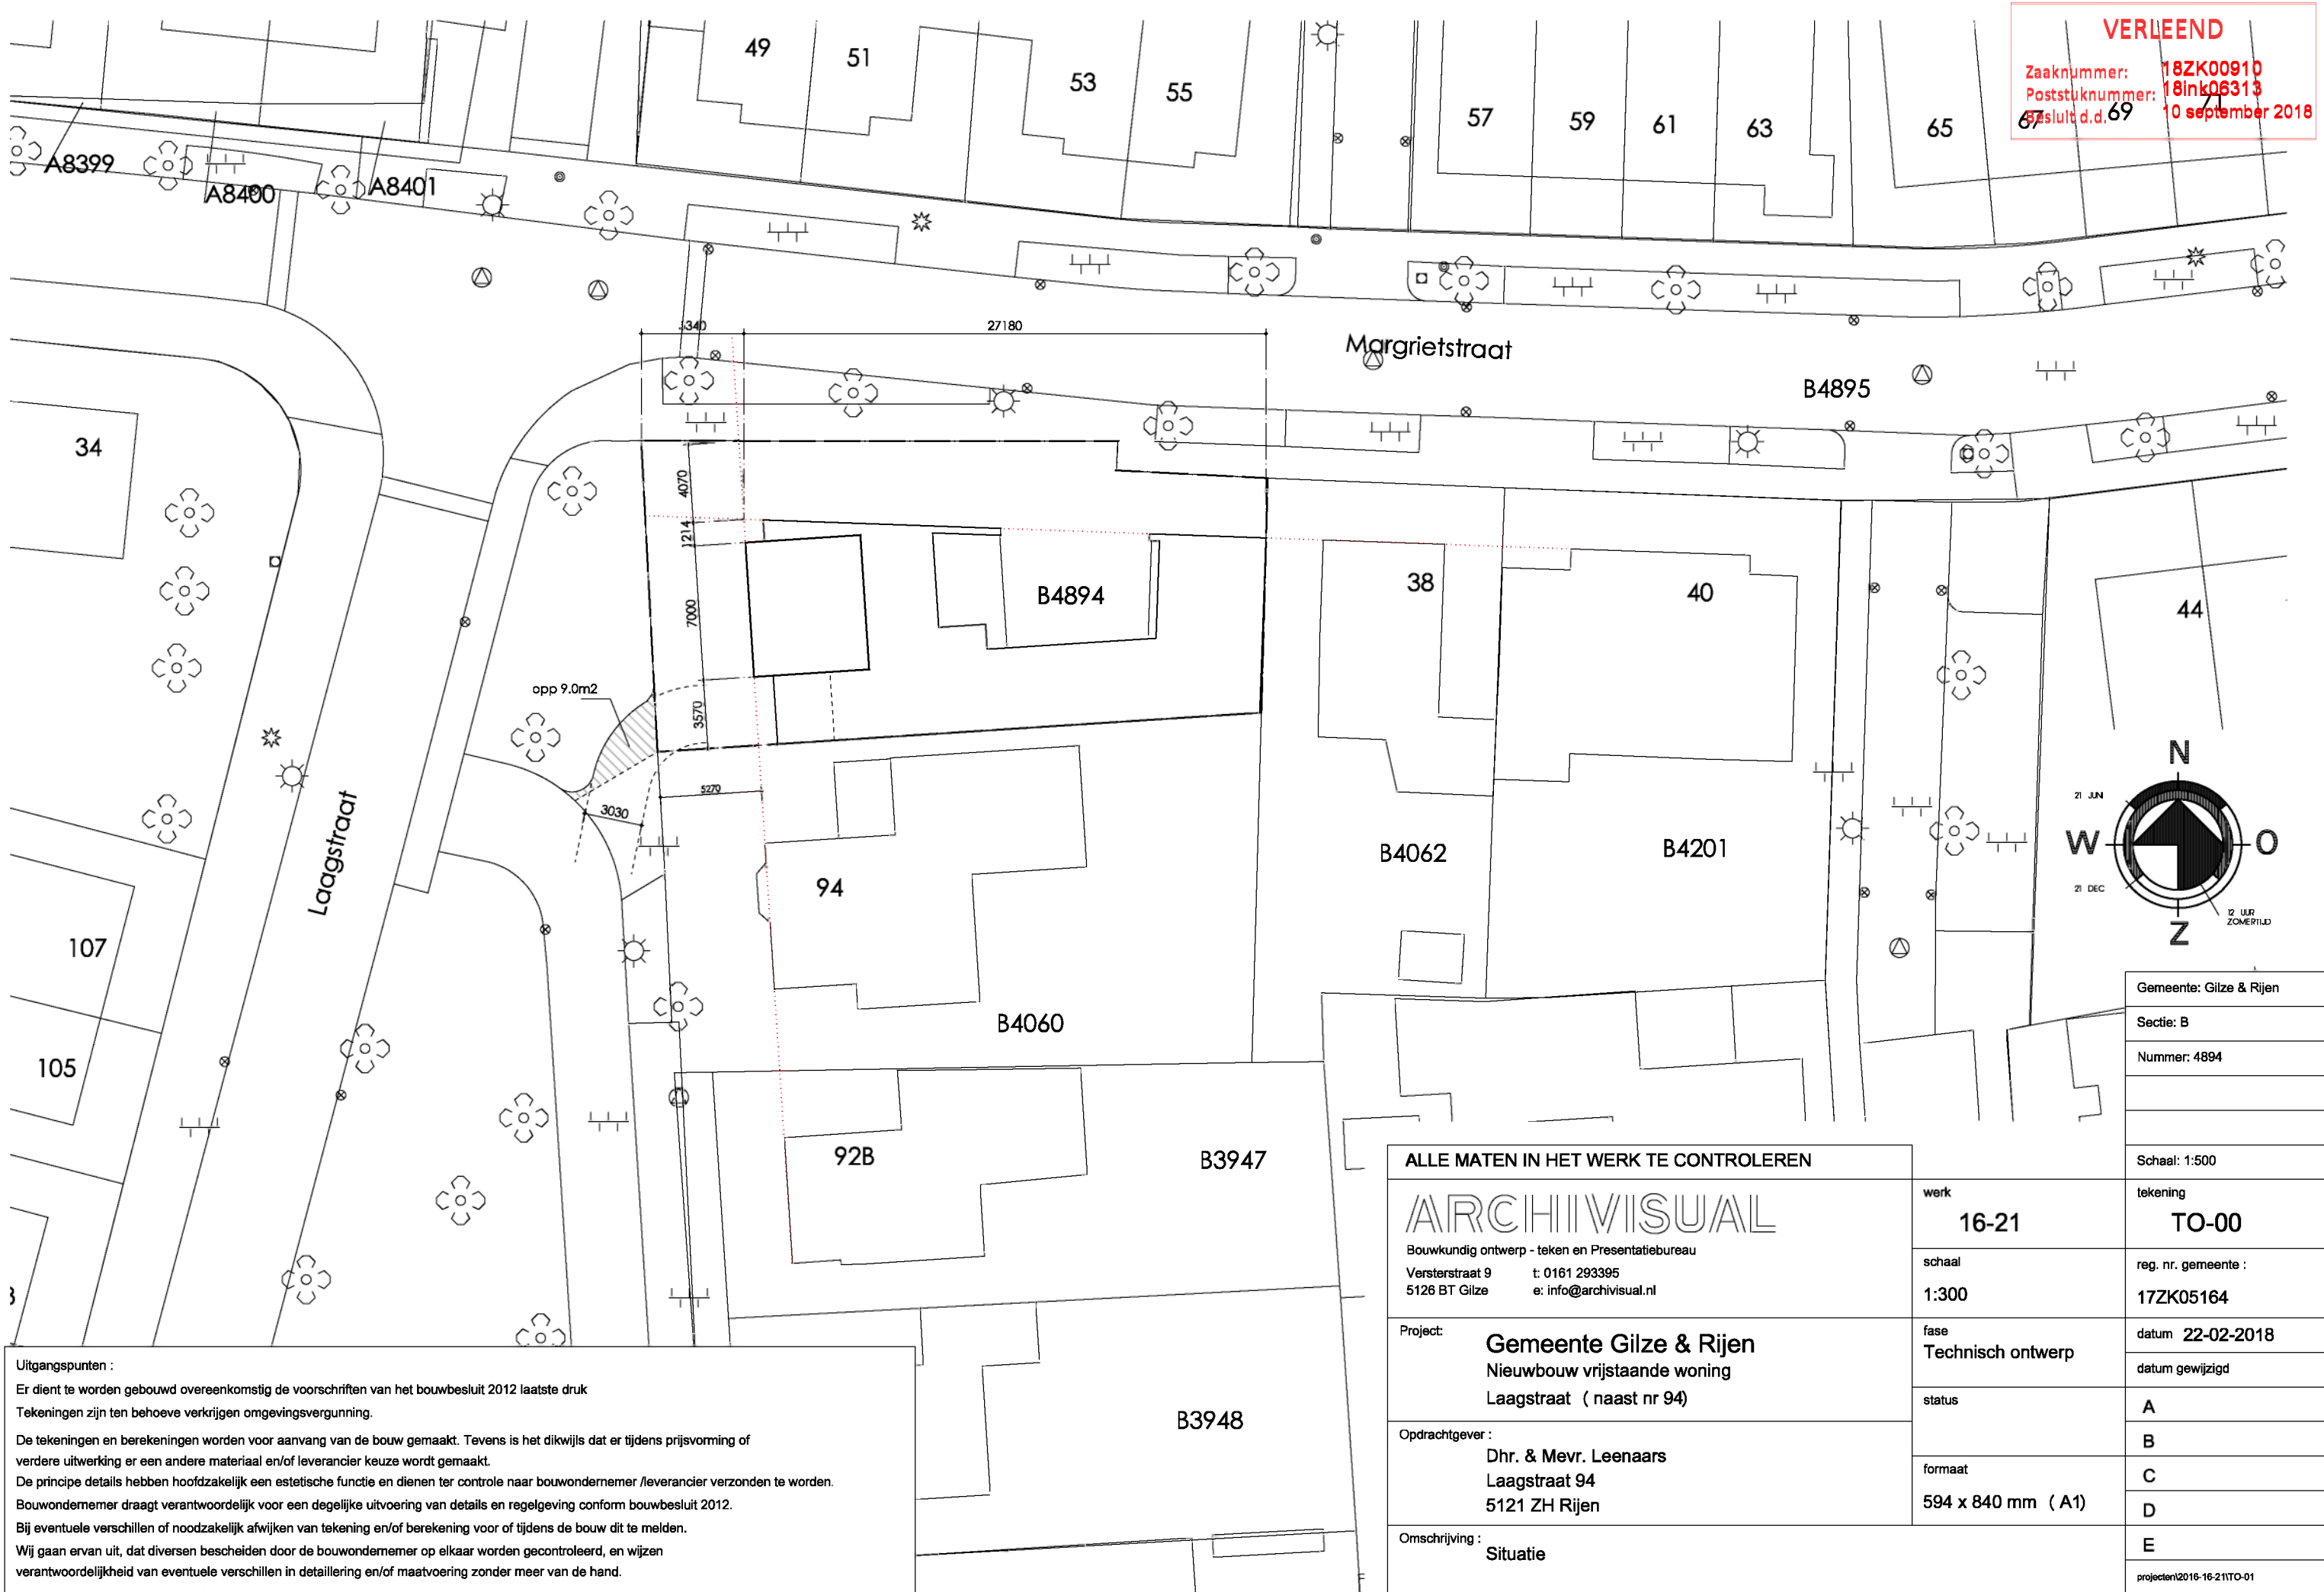 VERLEEND
Zaaknummer: 18ZK00910
Poststuknummer: 18ink06313
Besluit d.d. 10 september 2018
49
51
53
55
57
59
61
63
65
67
69
71
A8399
A8400
A8401
27180
Margrietstraat
B4895
34
4070
1214
7000
3570
B4894
38
40
44
opp 9.0m2
5270
3030
Laagstraat
94
B4062
B4201
B4060
107
105
92B
B3947
B3948
N
W
O
Z
21 JUNI
21 DEC
12 UUR
ZOMERTIJD
Gemeente: Gilze & Rijen
Sectie: B
Nummer: 4894
Schaal: 1:500
ALLE MATEN IN HET WERK TE CONTROLEREN
ARCHIVISUAL
Bouwkundig ontwerp - teken en Presentatiebureau
Versterstraat 9 t: 0161 293395
5126 BT Gilze e: info@archivisual.nl
werk
16-21
tekening
TO-00
schaal
1:300
reg. nr. gemeente :
17ZK05164
Project:
Gemeente Gilze & Rijen
Nieuwbouw vrijstaande woning
Laagstraat ( naast nr 94)
fase
Technisch ontwerp
datum 22-02-2018
datum gewijzigd
status
A
B
C
D
E
Opdrachtgever :
Dhr. & Mevr. Leenaars
Laagstraat 94
5121 ZH Rijen
formaat
594 x 840 mm ( A1)
Omschrijving :
Situatie
projecten\2016-16-21\TO-01
Uitgangspunten :
Er dient te worden gebouwd overeenkomstig de voorschriften van het bouwbesluit 2012 laatste druk
Tekeningen zijn ten behoeve verkrijgen omgevingsvergunning.
De tekeningen en berekeningen worden voor aanvang van de bouw gemaakt. Tevens is het dikwijls dat er tijdens prijsvorming of
verdere uitwerking er een andere materiaal en/of leverancier keuze wordt gemaakt.
De principe details hebben hoofdzakelijk een estetische functie en dienen ter controle naar bouwondernemer /leverancier verzonden te worden.
Bouwondernemer draagt verantwoordelijk voor een degelijke uitvoering van details en regelgeving conform bouwbesluit 2012.
Bij eventuele verschillen of noodzakelijk afwijken van tekening en/of berekening voor of tijdens de bouw dit te melden.
Wij gaan ervan uit, dat diversen bescheiden door de bouwondernemer op elkaar worden gecontroleerd, en wijzen
verantwoordelijkheid van eventuele verschillen in detaillering en/of maatvoering zonder meer van de hand.